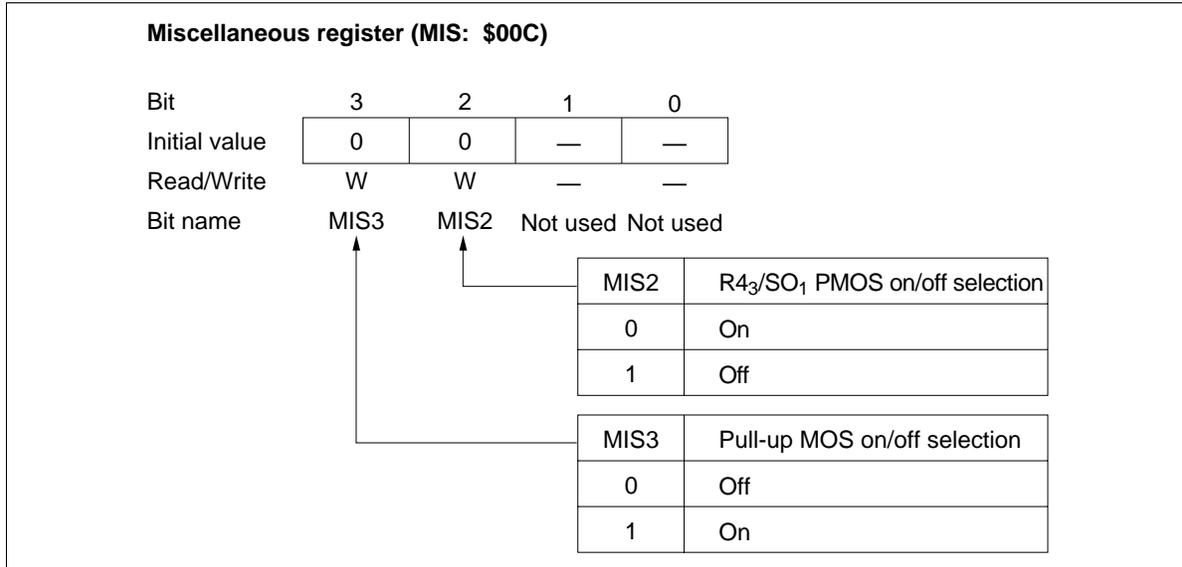 Miscellaneous register (MIS: $00C)
Bit 3 2 1 0
Initial value 0 0 — —
Read/Write W W — —
Bit name MIS3 MIS2 Not used Not used
MIS2 R4₃/SO₁ PMOS on/off selection
0 On
1 Off
MIS3 Pull-up MOS on/off selection
0 Off
1 On